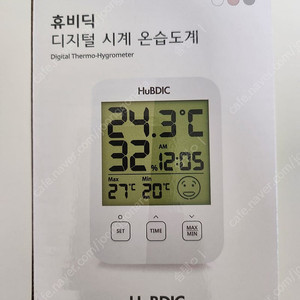 휴비딕
디지털 시계 온습도계
Digital Thermo-Hygrometer
HuBDIC
24.3℃
32%
AM
12:05
Max Min
27℃ 20℃
SET TIME MAX MIN
HuBDIC